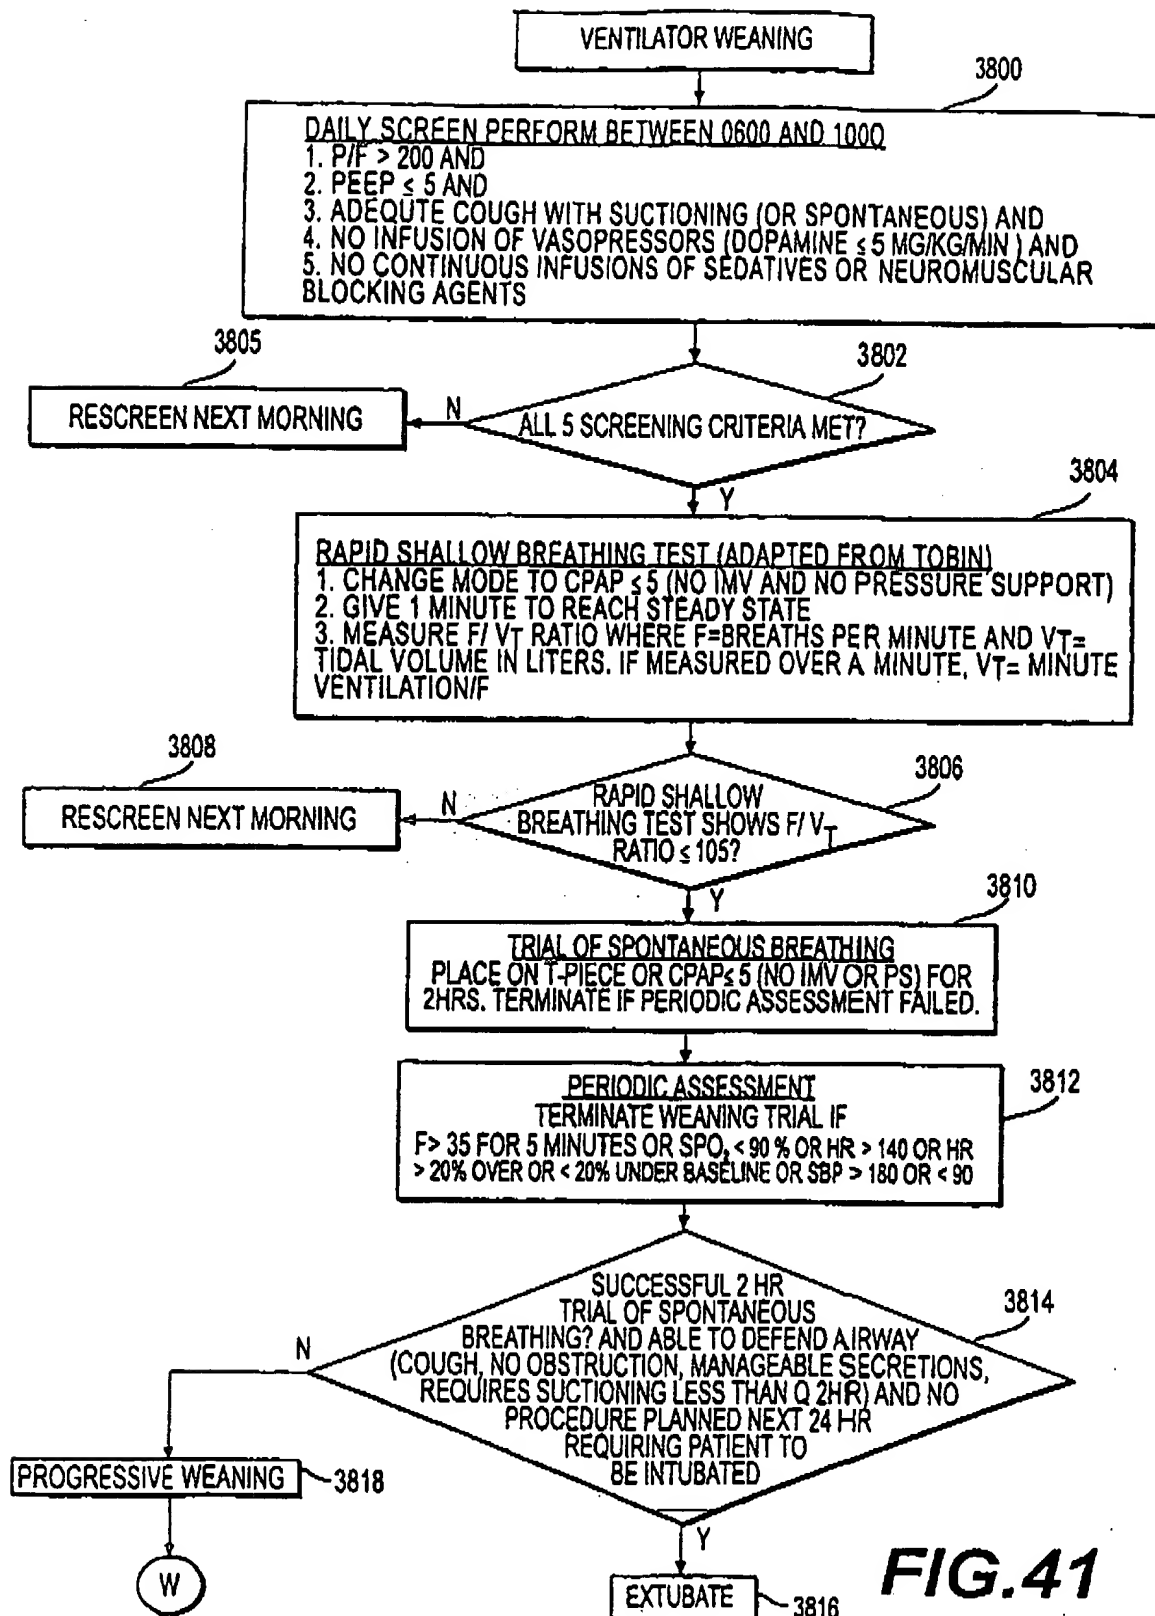 VENTILATOR WEANING
3800
DAILY SCREEN PERFORM BETWEEN 0600 AND 1000
1. P/F > 200 AND
2. PEEP ≤ 5 AND
3. ADEQUTE COUGH WITH SUCTIONING (OR SPONTANEOUS) AND
4. NO INFUSION OF VASOPRESSORS (DOPAMINE ≤ 5 MG/KG/MIN ) AND
5. NO CONTINUOUS INFUSIONS OF SEDATIVES OR NEUROMUSCULAR
BLOCKING AGENTS
3805
3802
RESCREEN NEXT MORNING
N
ALL 5 SCREENING CRITERIA MET?
Y
3804
RAPID SHALLOW BREATHING TEST (ADAPTED FROM TOBIN)
1. CHANGE MODE TO CPAP ≤ 5 (NO IMV AND NO PRESSURE SUPPORT)
2. GIVE 1 MINUTE TO REACH STEADY STATE
3. MEASURE F/ VT RATIO WHERE F=BREATHS PER MINUTE AND VT=
TIDAL VOLUME IN LITERS. IF MEASURED OVER A MINUTE, VT= MINUTE
VENTILATION/F
3808
3806
RESCREEN NEXT MORNING
N
RAPID SHALLOW
BREATHING TEST SHOWS F/ VT
RATIO ≤ 105?
Y
3810
TRIAL OF SPONTANEOUS BREATHING
PLACE ON T-PIECE OR CPAP≤ 5 (NO IMV OR PS) FOR
2HRS. TERMINATE IF PERIODIC ASSESSMENT FAILED.
3812
PERIODIC ASSESSMENT
TERMINATE WEANING TRIAL IF
F> 35 FOR 5 MINUTES OR SPO2 < 90 % OR HR > 140 OR HR
> 20% OVER OR < 20% UNDER BASELINE OR SBP > 180 OR < 90
3814
SUCCESSFUL 2 HR
TRIAL OF SPONTANEOUS
BREATHING? AND ABLE TO DEFEND AIRWAY
(COUGH, NO OBSTRUCTION, MANAGEABLE SECRETIONS,
REQUIRES SUCTIONING LESS THAN Q 2HR) AND NO
PROCEDURE PLANNED NEXT 24 HR
REQUIRING PATIENT TO
BE INTUBATED
N
PROGRESSIVE WEANING
3818
W
Y
EXTUBATE
3816
FIG.41